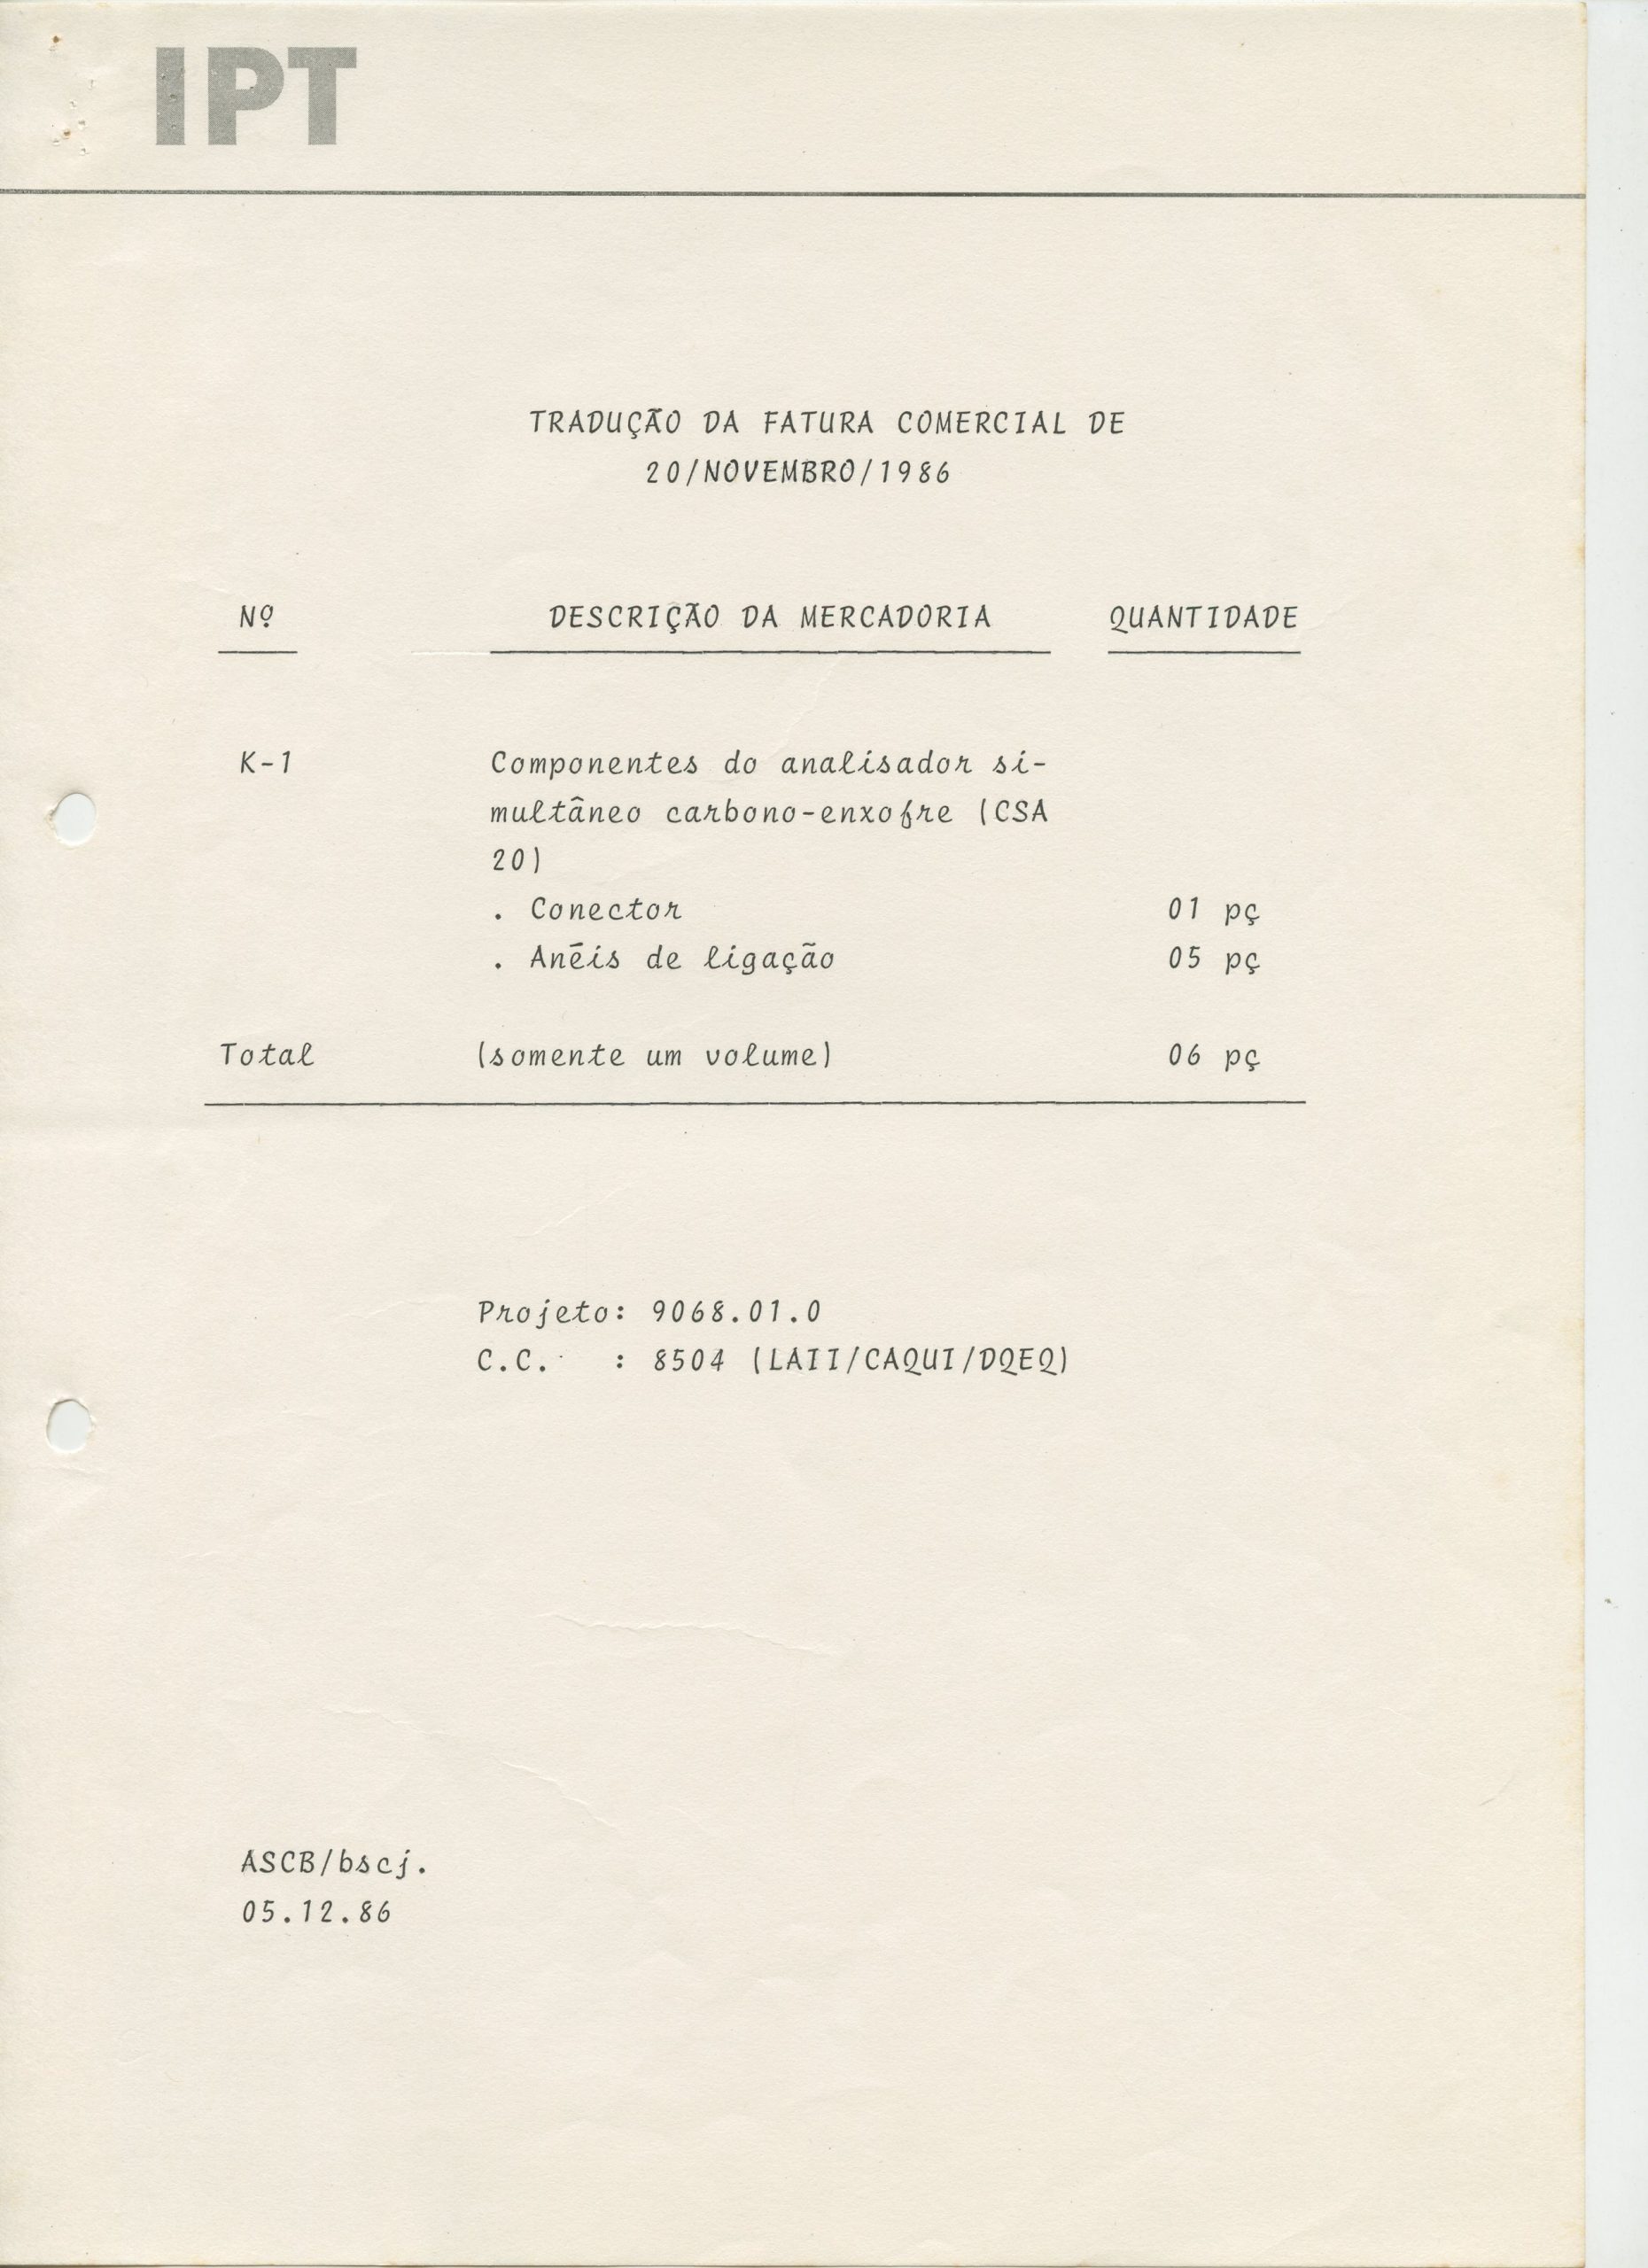 IPT
TRADUÇÃO DA FATURA COMERCIAL DE
20/NOVEMBRO/1986
Nº DESCRIÇÃO DA MERCADORIA QUANTIDADE
K-1 Componentes do analisador si-
multâneo carbono-enxofre (CSA
20)
. Conector 01 pç
. Anéis de ligação 05 pç
Total (somente um volume) 06 pç
Projeto: 9068.01.0
C.C. : 8504 (LAII/CAQUI/DQEQ)
ASCB/bscj.
05.12.86